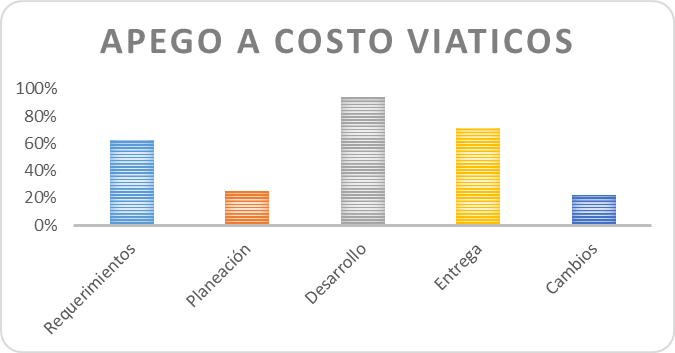 APEGO A COSTO VIATICOS
100%
80%
60%
40%
20%
0%
Requerimientos
Planeación
Desarrollo
Entrega
Cambios